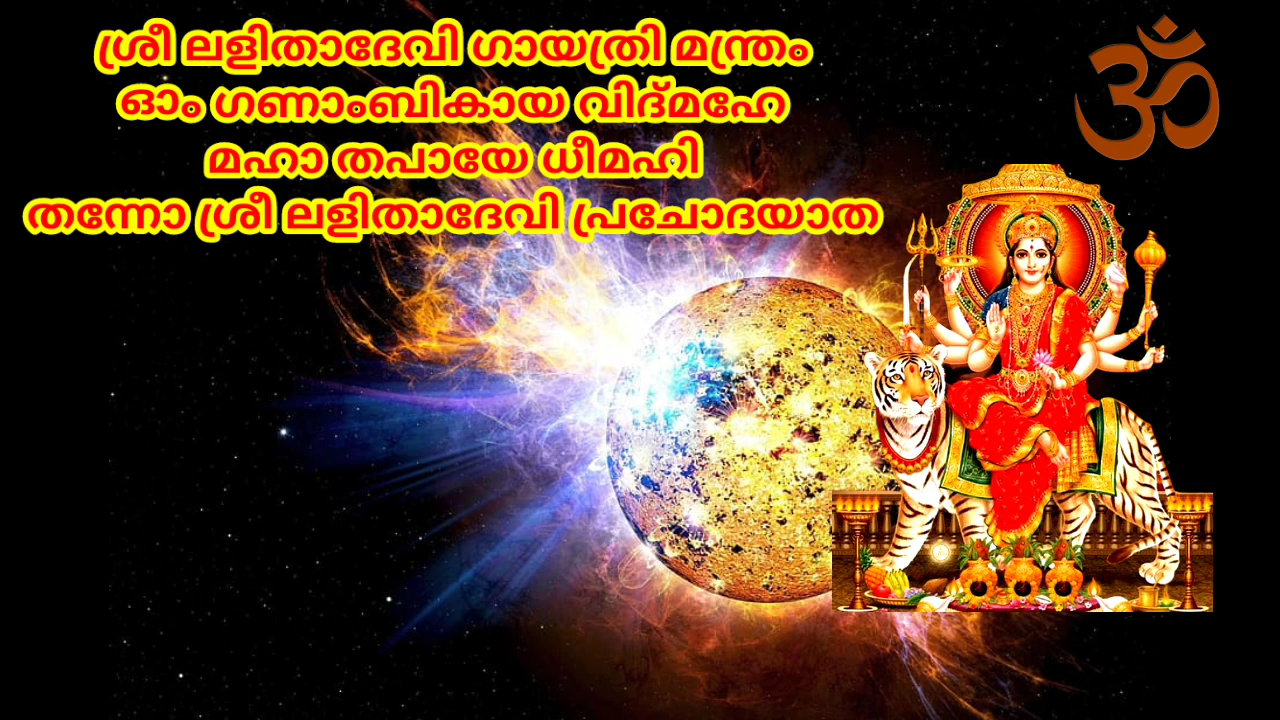 ശ്രീ ലളിതാദേവി ഗായത്രി മന്ത്രം
ഓം ഗണാംബികായ വിദ്മഹേ
മഹാ തപായേ ധീമഹി
തന്നോ ശ്രീ ലളിതാദേവി പ്രചോദയാത
ॐ